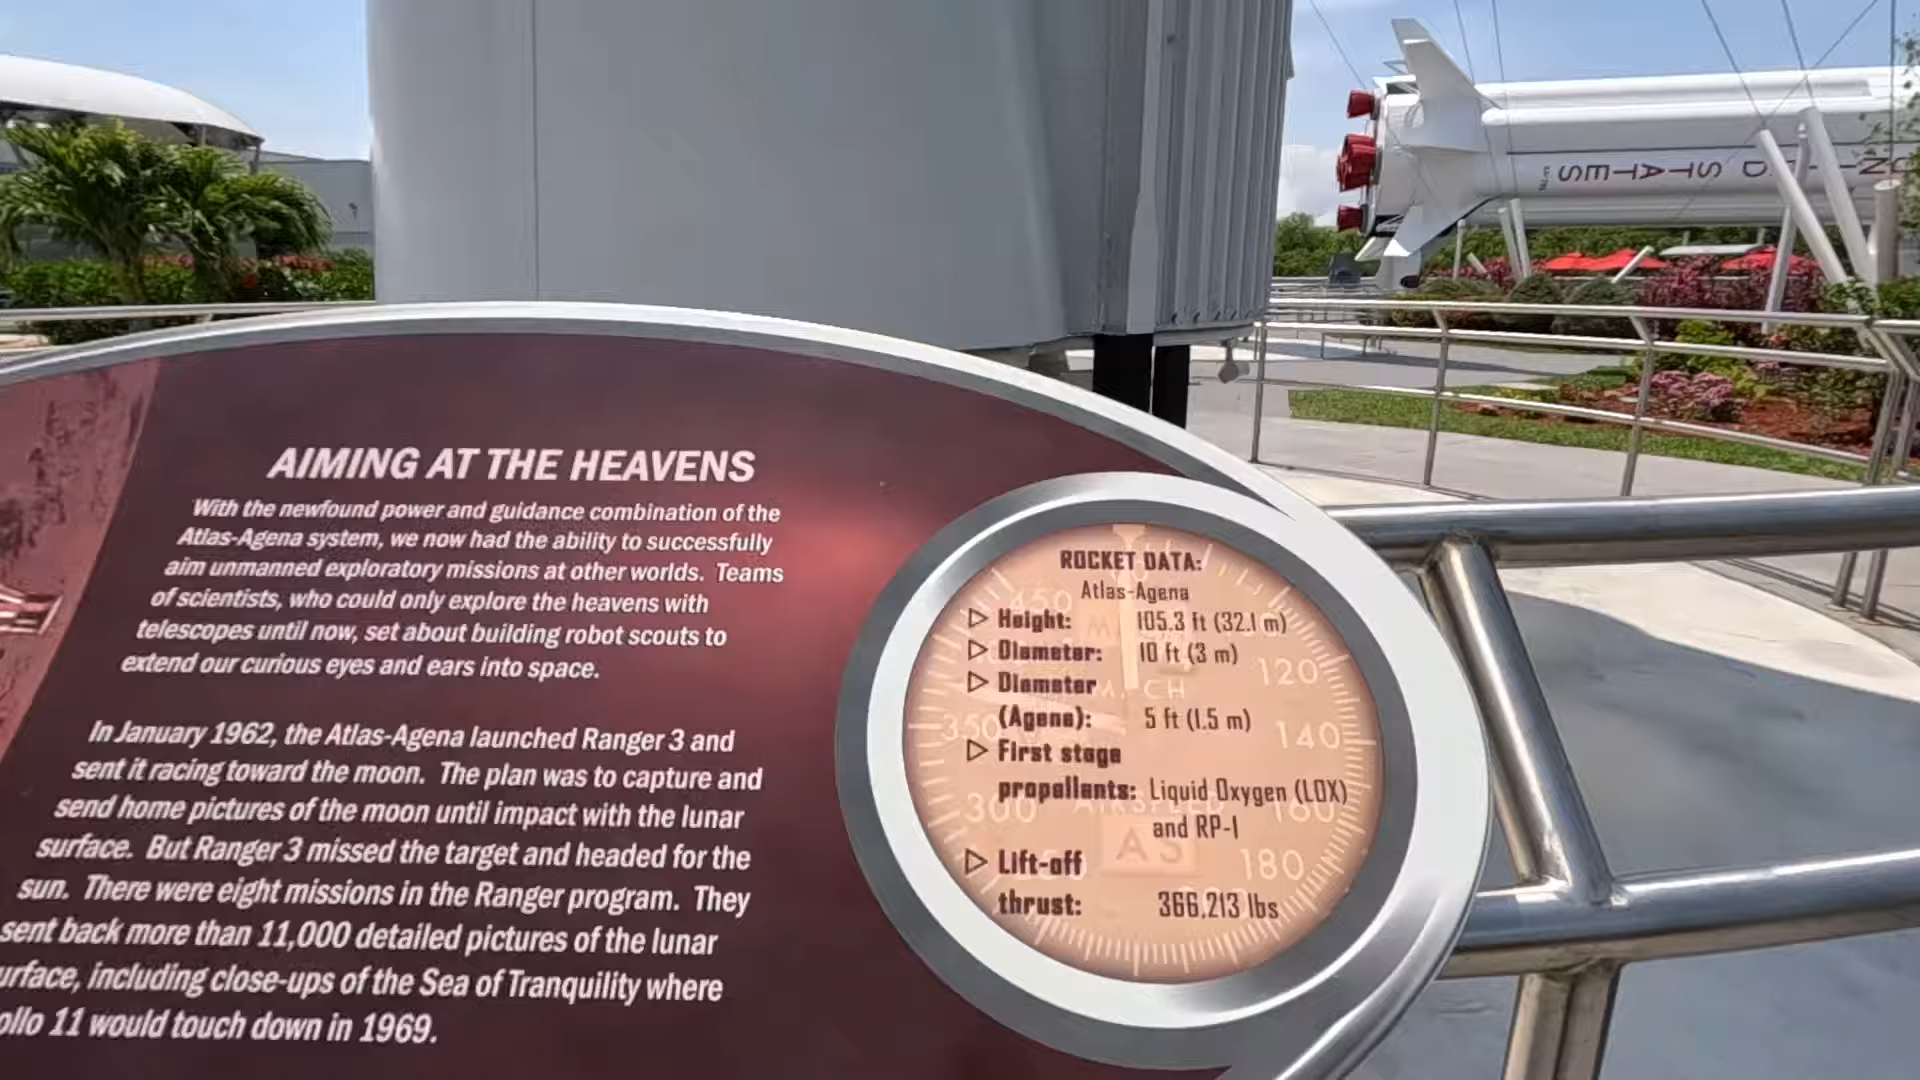 AIMING AT THE HEAVENS
With the newfound power and guidance combination of the
Atlas-Agena system, we now had the ability to successfully
aim unmanned exploratory missions at other worlds. Teams
of scientists, who could only explore the heavens with
telescopes until now, set about building robot scouts to
extend our curious eyes and ears into space.
In January 1962, the Atlas-Agena launched Ranger 3 and
sent it racing toward the moon. The plan was to capture and
send home pictures of the moon until impact with the lunar
surface. But Ranger 3 missed the target and headed for the
sun. There were eight missions in the Ranger program. They
sent back more than 11,000 detailed pictures of the lunar
urface, including close-ups of the Sea of Tranquility where
ollo 11 would touch down in 1969.
ROCKET DATA:
Atlas-Agena
Height: 105.3 ft (32.1 m)
Diameter: 10 ft (3 m)
Diameter
(Agena): 5 ft (1.5 m)
First stage
propellants: Liquid Oxygen (LOX)
and RP-1
Lift-off
thrust: 366,213 lbs
450
120
350
140
300
AIRSPEED
160
AS
180
STATES